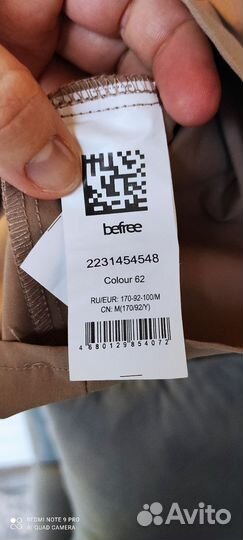 befree
2231454548
Colour 62
RU/EUR: 170-92-100/M
CN: M(170/92/Y)
4680129854072
REDMI NOTE 9 PRO
AI QUAD CAMERA
Avito